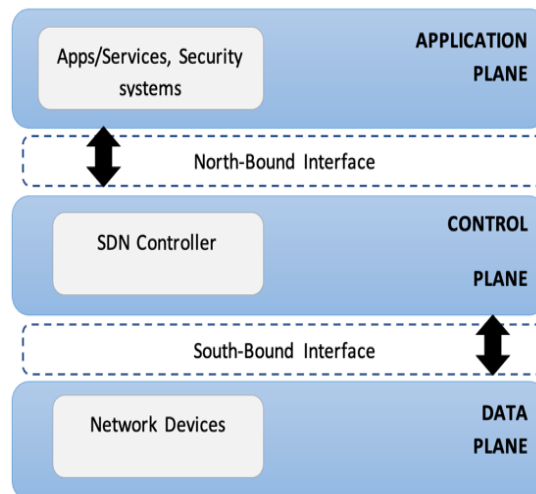 Apps/Services, Security
systems
APPLICATION
PLANE
North-Bound Interface
SDN Controller
CONTROL
PLANE
South-Bound Interface
Network Devices
DATA
PLANE